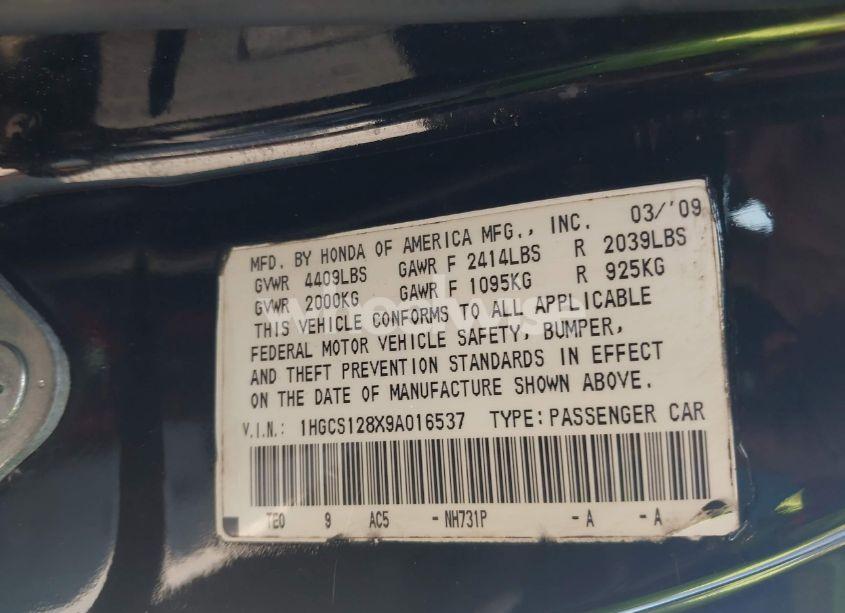 MFD. BY HONDA OF AMERICA MFG., INC. 03/'09
GVWR 4409LBS GAWR F 2414LBS R 2039LBS
GVWR 2000KG GAWR F 1095KG R 925KG
THIS VEHICLE CONFORMS TO ALL APPLICABLE
FEDERAL MOTOR VEHICLE SAFETY, BUMPER,
AND THEFT PREVENTION STANDARDS IN EFFECT
ON THE DATE OF MANUFACTURE SHOWN ABOVE.
V.I.N.: 1HGCS128X9A016537 TYPE: PASSENGER CAR
TEO 9 AC5 - NH731P - A - A